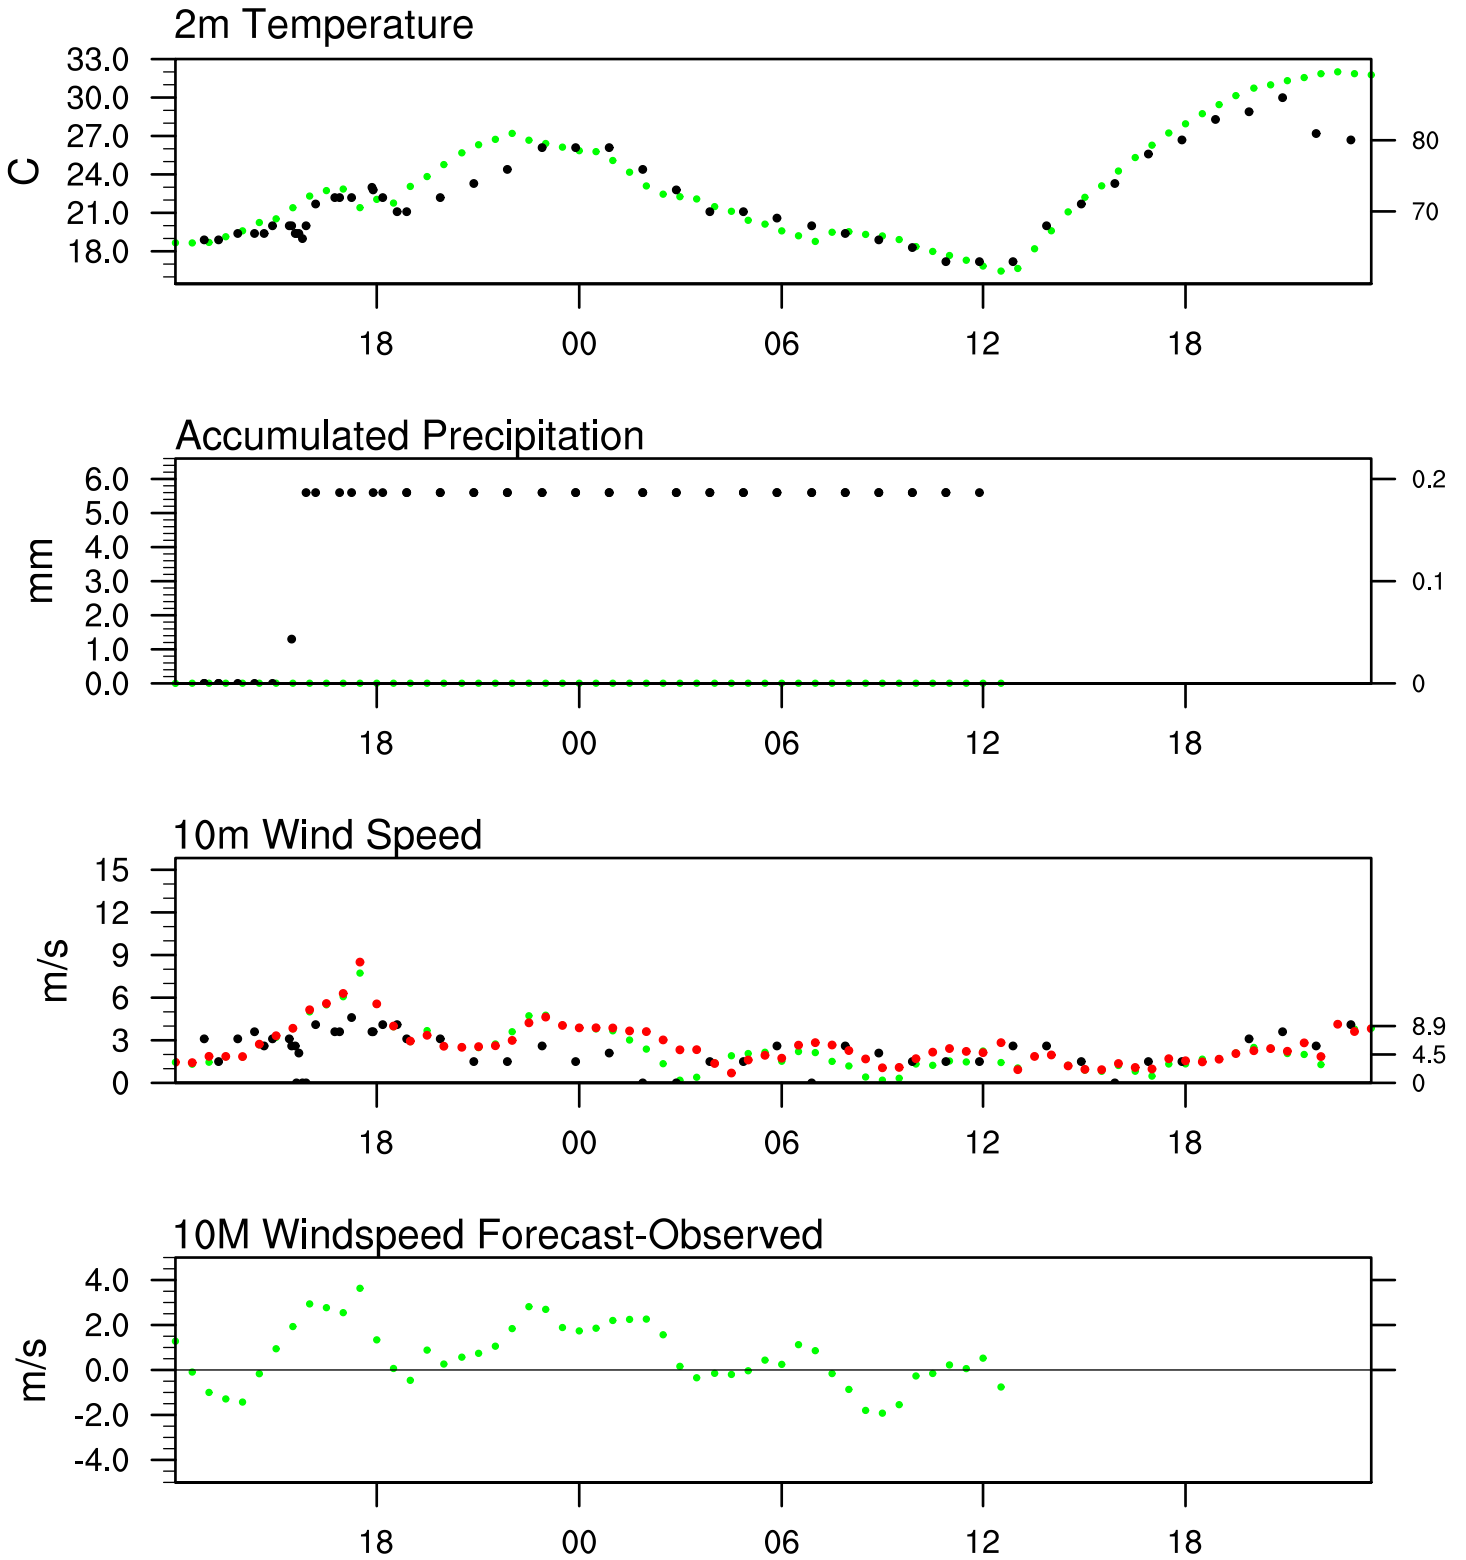 2m Temperature
33.0
30.0
27.0
24.0
21.0
18.0
C
80
70
18 00 06 12 18
Accumulated Precipitation
6.0
5.0
4.0
3.0
2.0
1.0
0.0
mm
0.2
0.1
0
18 00 06 12 18
10m Wind Speed
15
12
9
6
3
0
m/s
8.9
4.5
0
18 00 06 12 18
10M Windspeed Forecast-Observed
4.0
2.0
0.0
-2.0
-4.0
m/s
18 00 06 12 18